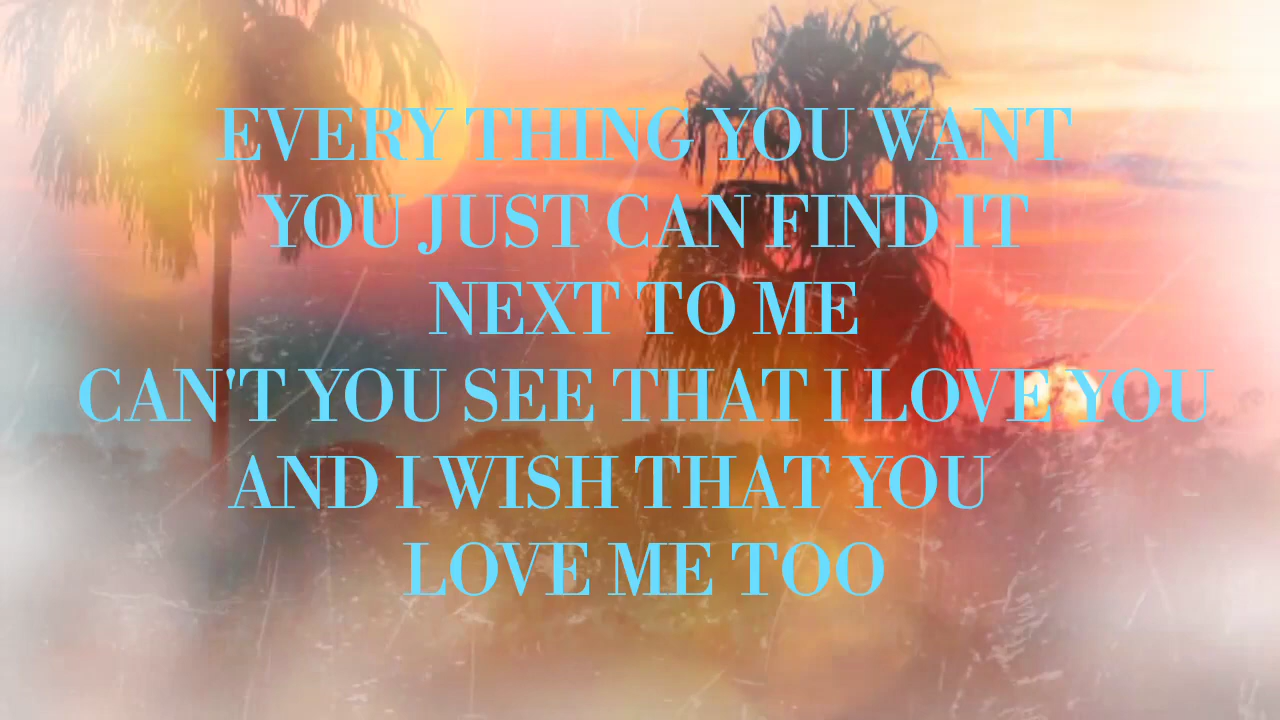 EVERY THING YOU WANT
YOU JUST CAN FIND IT
NEXT TO ME
CAN'T YOU SEE THAT I LOVE YOU
AND I WISH THAT YOU
LOVE ME TOO